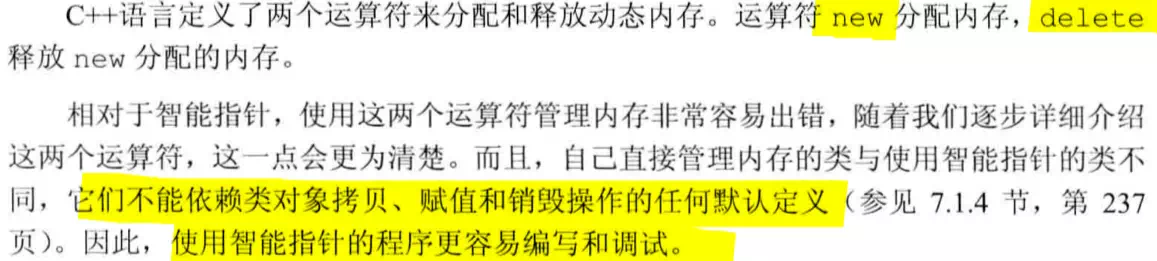 C++语言定义了两个运算符来分配和释放动态内存。运算符 new 分配内存，delete
释放 new 分配的内存。
相对于智能指针，使用这两个运算符管理内存非常容易出错，随着我们逐步详细介绍
这两个运算符，这一点会更为清楚。而且，自己直接管理内存的类与使用智能指针的类不
同，它们不能依赖类对象拷贝、赋值和销毁操作的任何默认定义（参见 7.1.4 节，第 237
页）。因此，使用智能指针的程序更容易编写和调试。